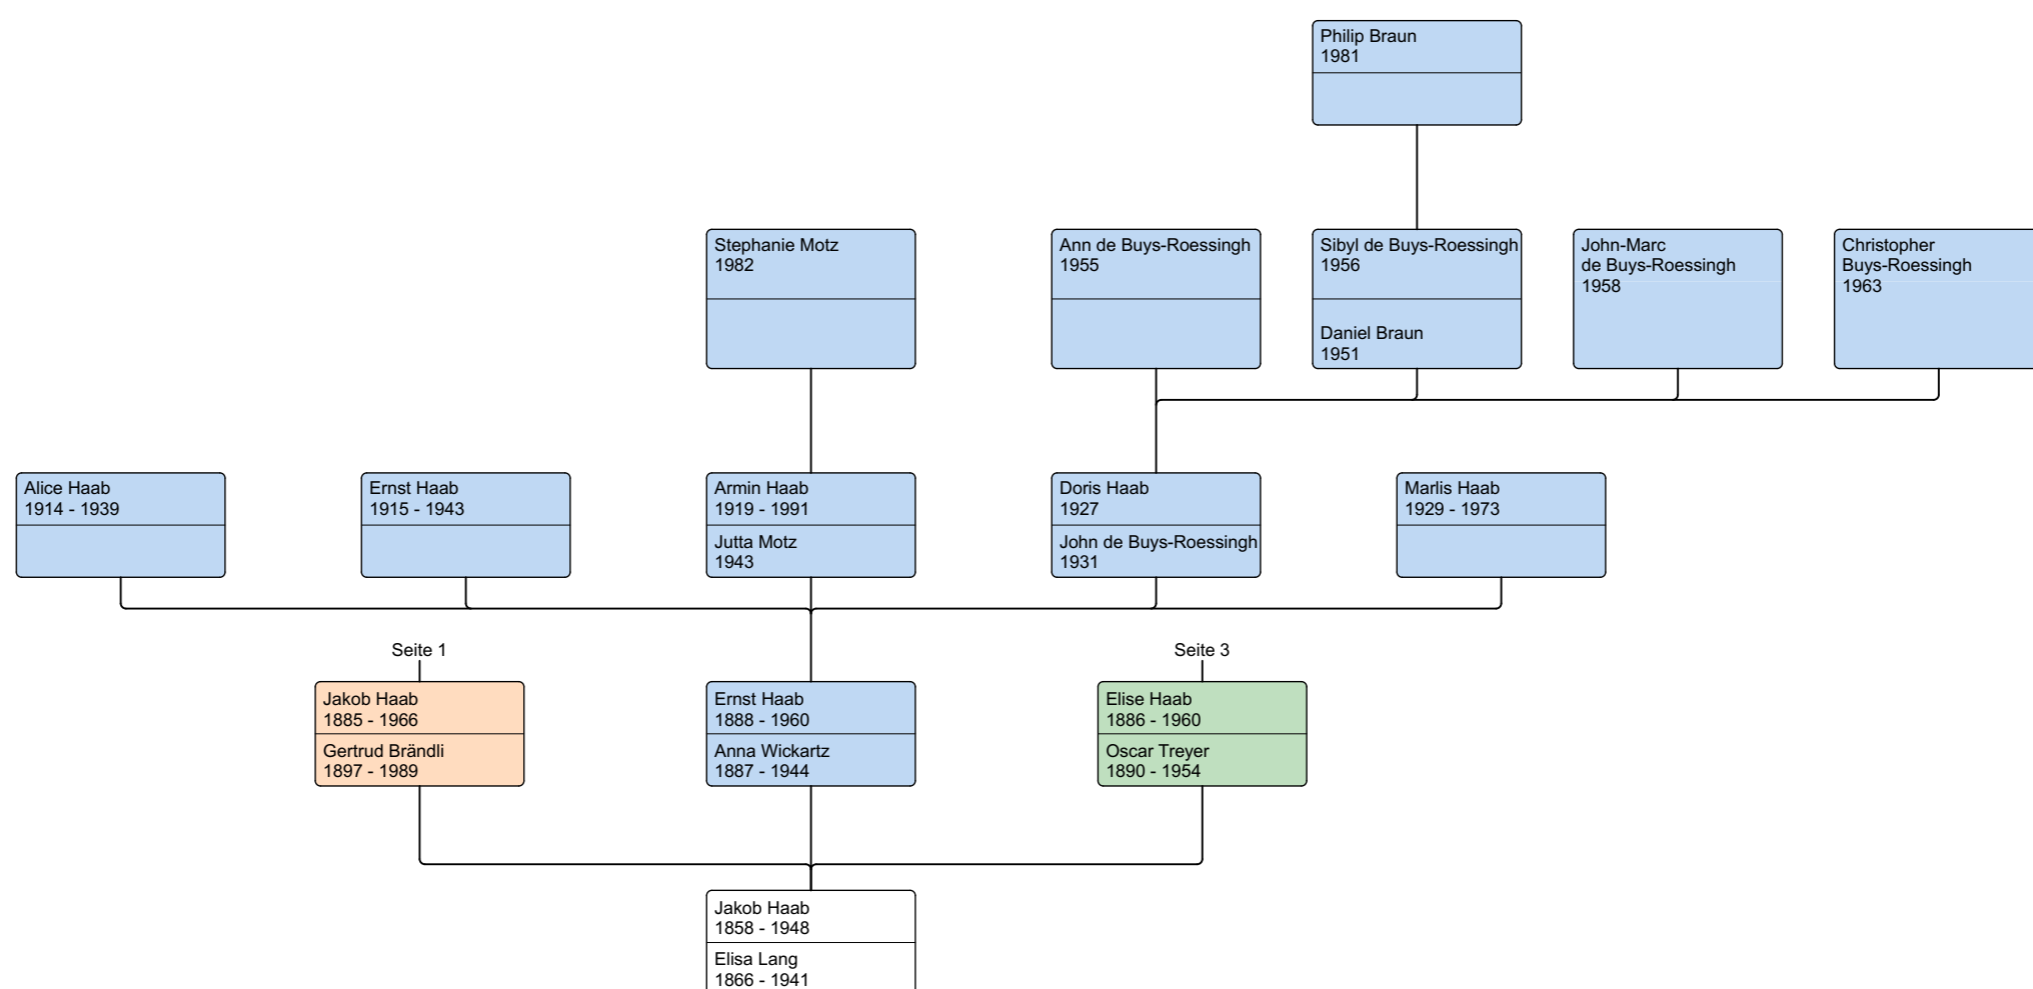 Philip Braun
1981
Stephanie Motz
1982
Ann de Buys-Roessingh
1955
Sibyl de Buys-Roessingh
1956
Daniel Braun
1951
John-Marc
de Buys-Roessingh
1958
Christopher
Buys-Roessingh
1963
Alice Haab
1914 - 1939
Ernst Haab
1915 - 1943
Armin Haab
1919 - 1991
Jutta Motz
1943
Doris Haab
1927
John de Buys-Roessingh
1931
Marlis Haab
1929 - 1973
Seite 1
Jakob Haab
1885 - 1966
Gertrud Brändli
1897 - 1989
Ernst Haab
1888 - 1960
Anna Wickartz
1887 - 1944
Seite 3
Elise Haab
1886 - 1960
Oscar Treyer
1890 - 1954
Jakob Haab
1858 - 1948
Elisa Lang
1866 - 1941